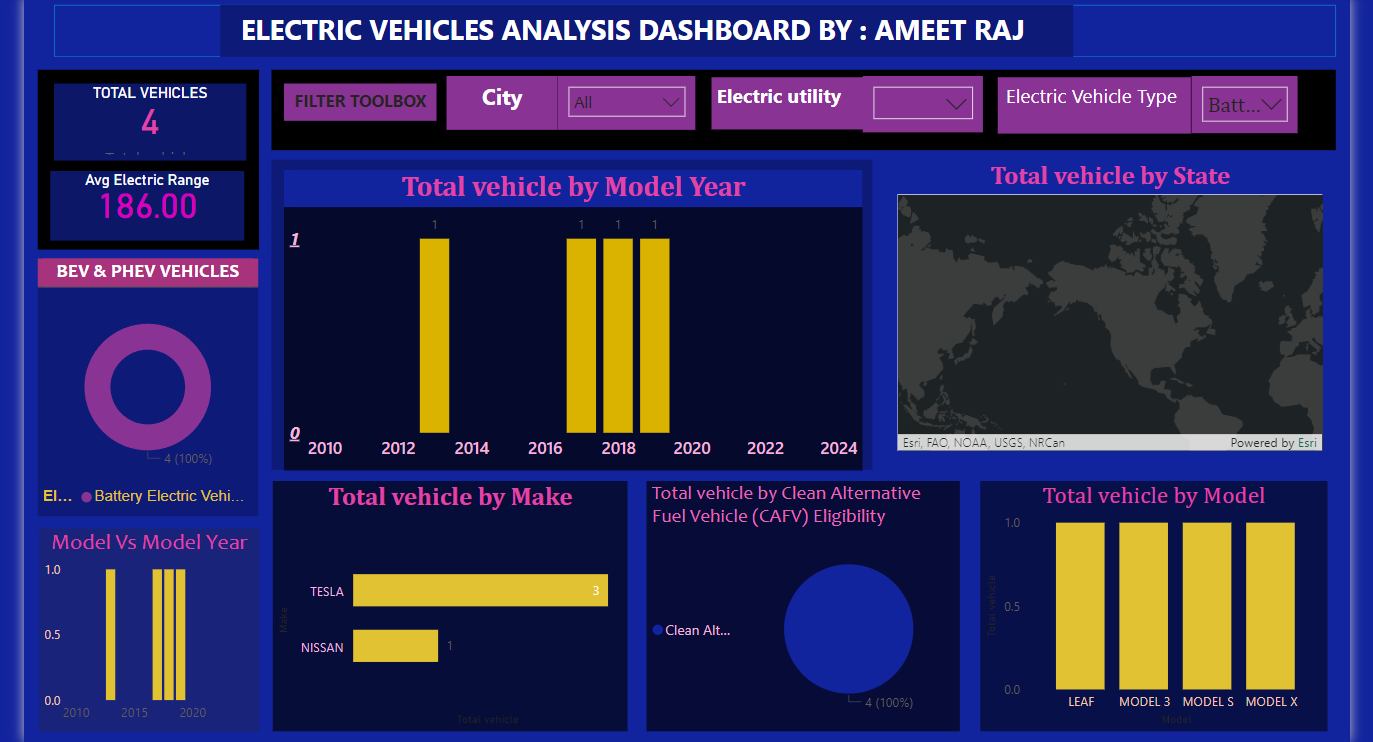 ELECTRIC VEHICLES ANALYSIS DASHBOARD BY : AMEET RAJ
TOTAL VEHICLES
4
Avg Electric Range
186.00
FILTER TOOLBOX
City
All
Electric utility
Electric Vehicle Type
Batt...
BEV & PHEV VEHICLES
4 (100%)
El... Battery Electric Vehi...
Total vehicle by Model Year
1 1 1 1
1
0
2010 2012 2014 2016 2018 2020 2022 2024
Total vehicle by State
Esri, FAO, NOAA, USGS, NRCan
Powered by Esri
Model Vs Model Year
1.0
0.5
0.0
2010 2015 2020
Total vehicle by Make
Make
TESLA 3
NISSAN 1
Total vehicle
Total vehicle by Clean Alternative
Fuel Vehicle (CAFV) Eligibility
Clean Alt...
4 (100%)
Total vehicle by Model
Total vehicle
1.0
0.5
0.0
LEAF MODEL 3 MODEL S MODEL X
Model